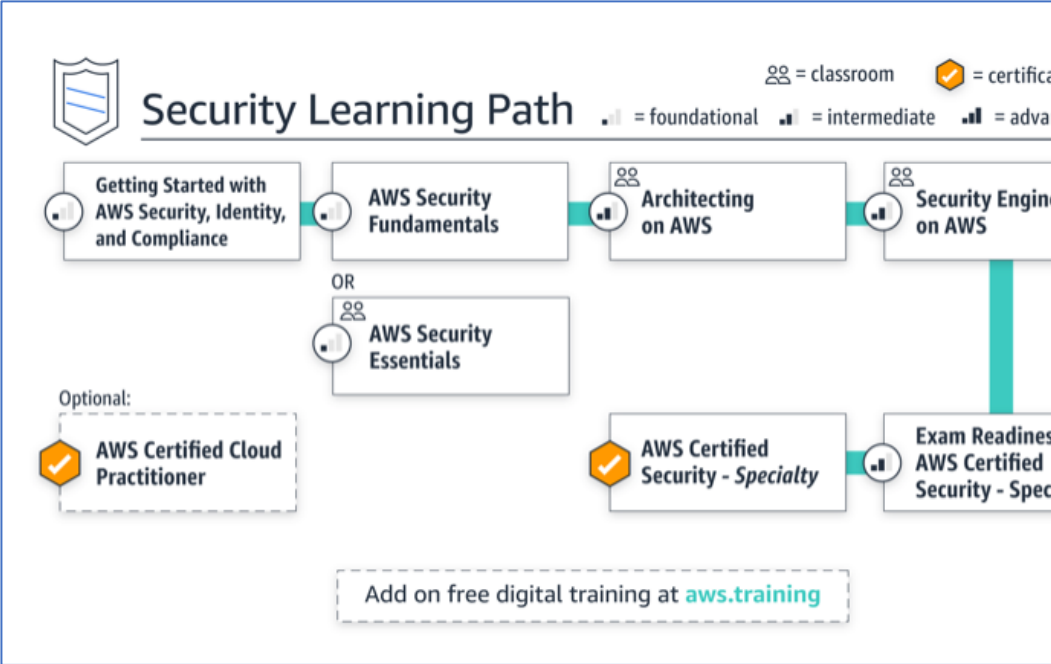 = classroom
= certifica
Security Learning Path
= foundational
= intermediate
= adva
Getting Started with
AWS Security, Identity,
and Compliance
AWS Security
Fundamentals
Architecting
on AWS
Security Engine
on AWS
OR
AWS Security
Essentials
Optional:
AWS Certified Cloud
Practitioner
AWS Certified
Security - Specialty
Exam Readines
AWS Certified
Security - Spec
Add on free digital training at aws.training